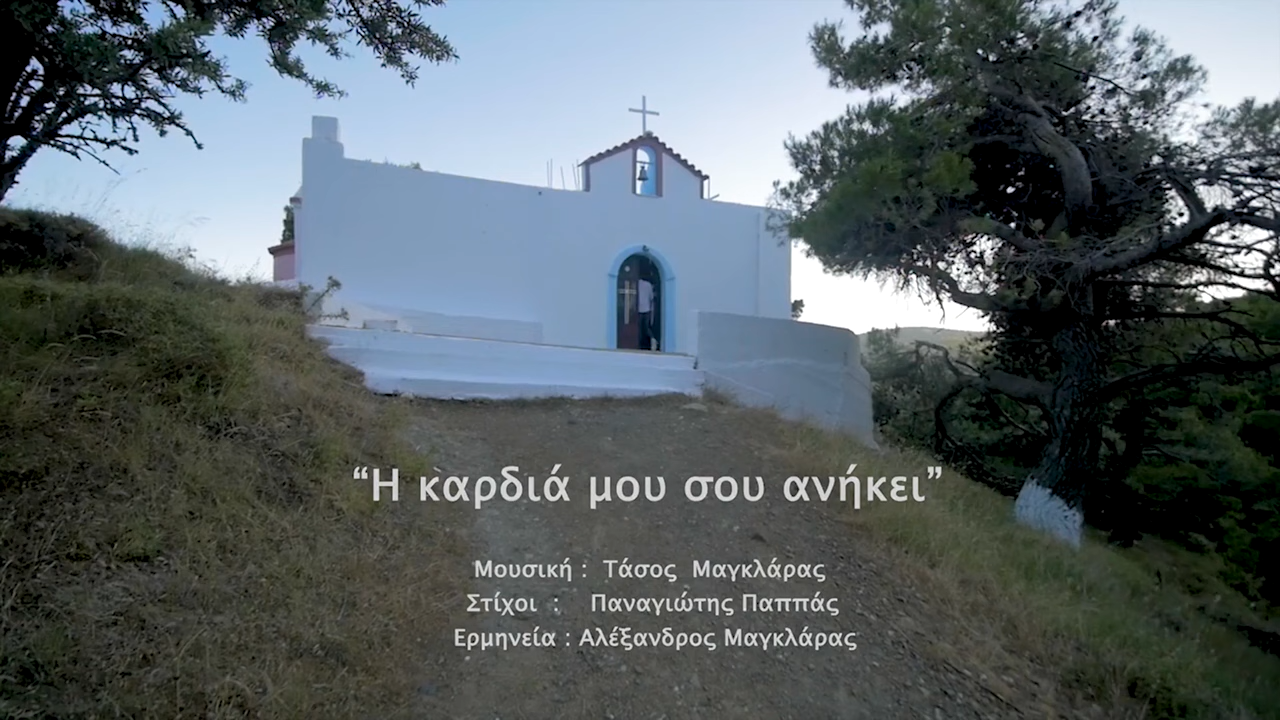 “Η καρδιά μου σου ανήκει”
Μουσική : Τάσος Μαγκλάρας
Στίχοι : Παναγιώτης Παππάς
Ερμηνεία : Αλέξανδρος Μαγκλάρας